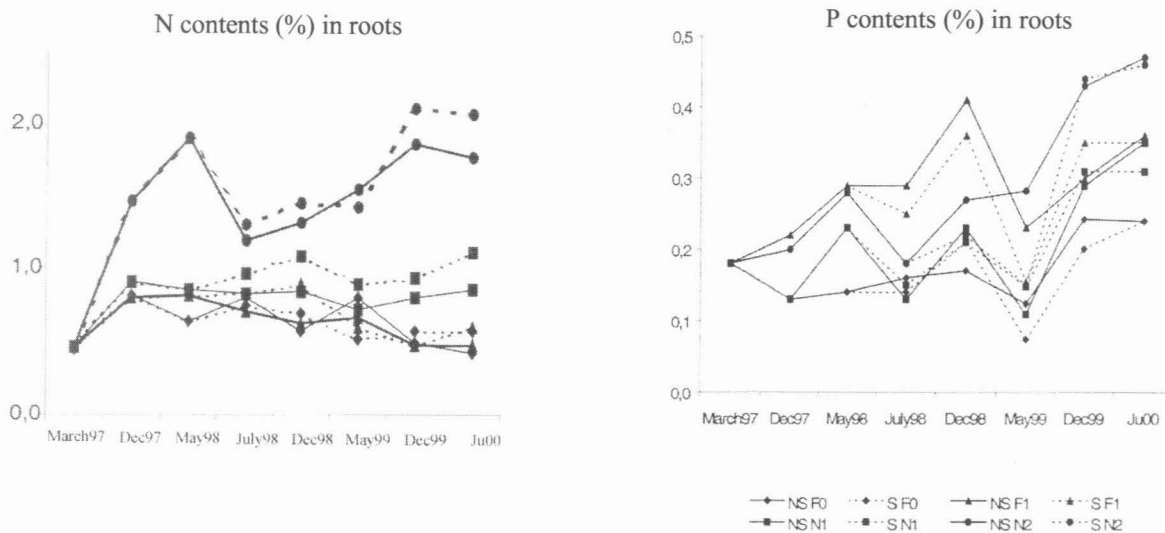 N contents (%) in roots
2,0
1,0
0,0
March97 Dec97 May98 July98 Dec98 May99 Dec99 Ju00
P contents (%) in roots
0,5
0,4
0,3
0,2
0,1
0,0
March97 Dec97 May98 July98 Dec98 May99 Dec99 Ju00
NS F0 S F0 NS F1 S F1
NS N1 S N1 NS N2 S N2